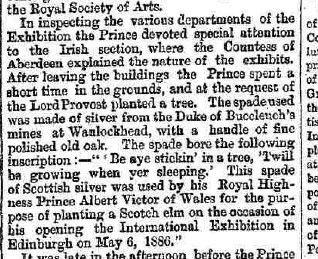 the Royal Society of Arts.
In inspecting the various departments of the
Exhibition the Prince devoted special attention
to the Irish section, where the Countess of
Aberdeen explained the nature of the exhibits.
After leaving the buildings the Prince spent a
short time in the grounds, and at the request of
the Lord Provost planted a tree. The spade used
was made of silver from the Duke of Buccleuch's
mines at Wanlockhead, with a handle of fine
polished old oak. The spade bore the following
inscription:—"'Be aye stickin' in a tree, 'Twill
be growing when yer sleeping.' This spade
of Scottish silver was used by his Royal High-
ness Prince Albert Victor of Wales for the pur-
pose of planting a Scotch elm on the occasion of
his opening the International Exhibition in
Edinburgh on May 6, 1886."
It was late in the afternoon before the Prince